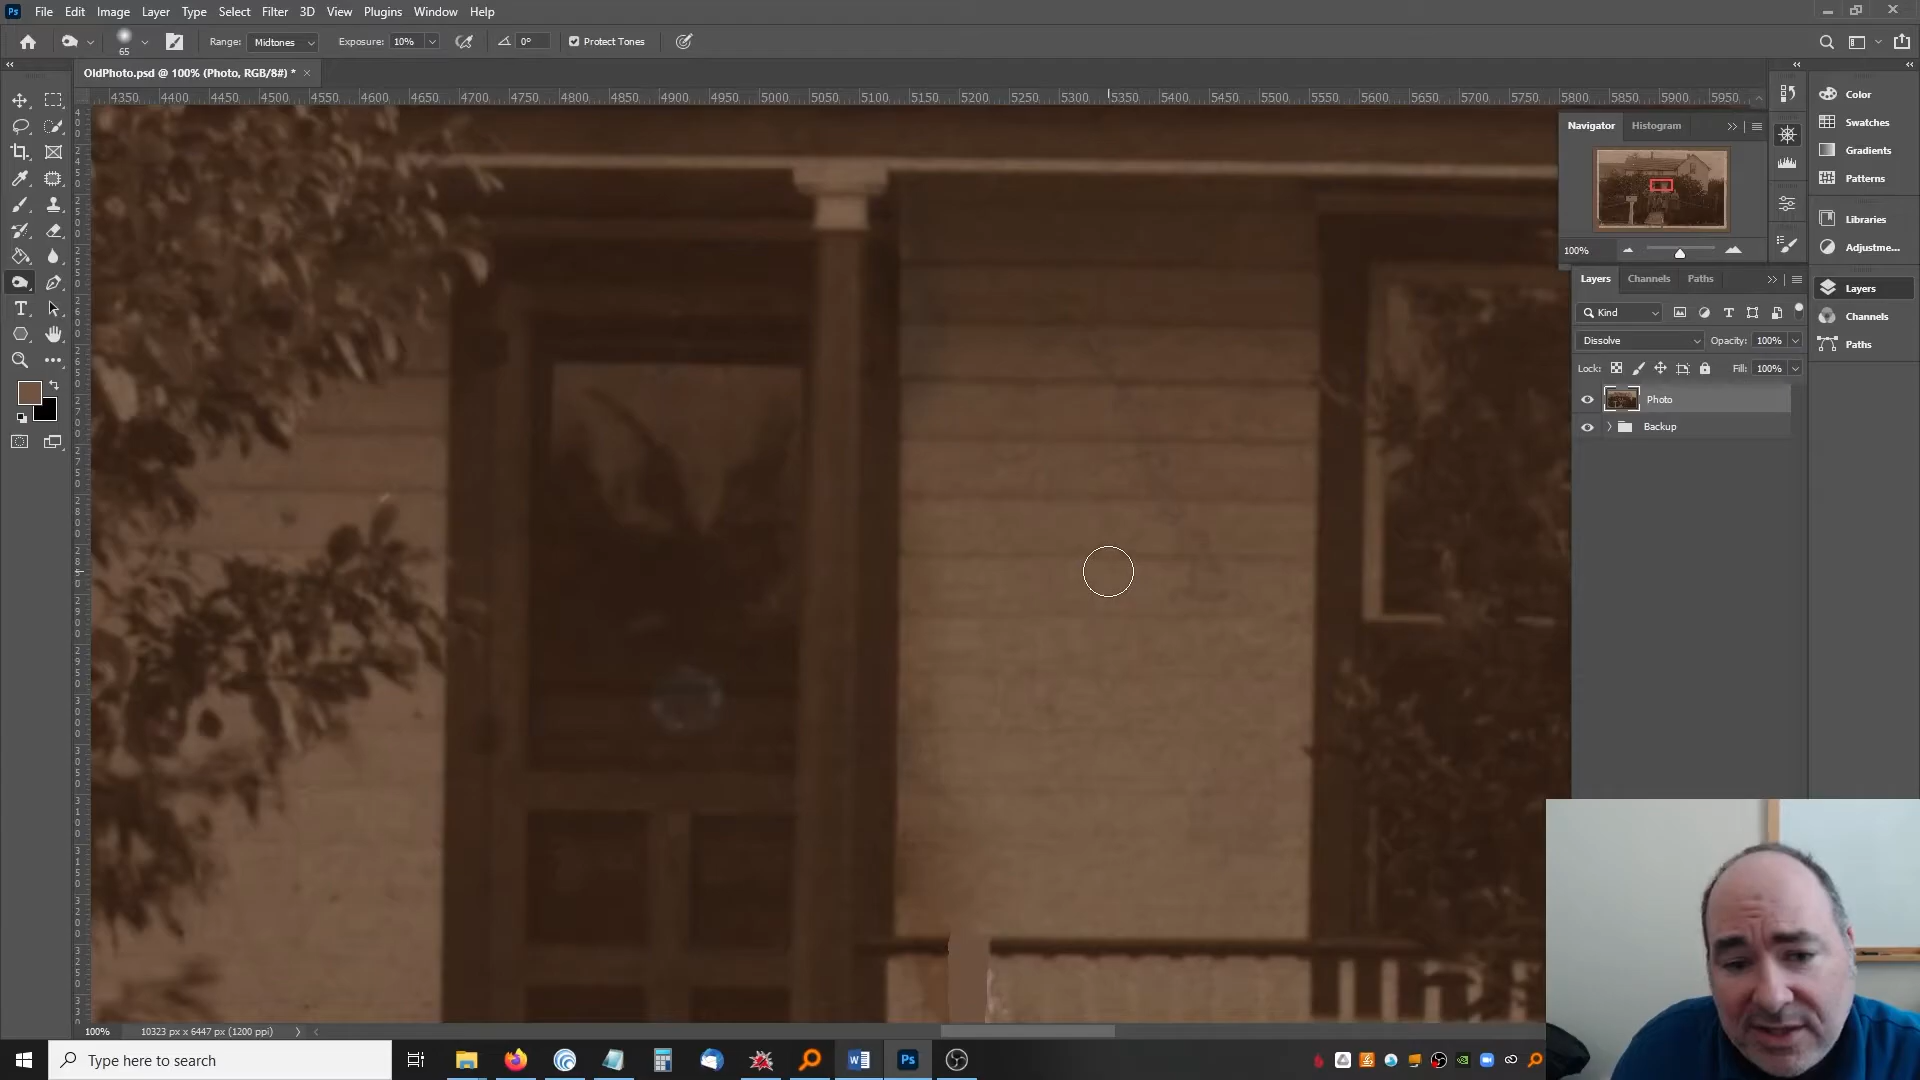 Ps File Edit Image Layer Type Select Filter 3D View Plugins Window Help
65 Range: Midtones Exposure: 10% 0° Protect Tones
OldPhoto.psd @ 100% (Photo, RGB/8#) * ×
4350 4400 4450 4500 4550 4600 4650 4700 4750 4800 4850 4900 4950 5000 5050 5100 5150 5200 5250 5300 5350 5400 5450 5500 5550 5600 5650 5700 5750 5800 5850 5900 5950
Navigator Histogram
100%
Layers Channels Paths
Kind
Dissolve Opacity: 100%
Lock: Fill: 100%
Photo
Backup
Color
Swatches
Gradients
Patterns
Libraries
Adjustme...
Layers
Channels
Paths
100% 10323 px x 6447 px (1200 ppi)
Type here to search
Ps